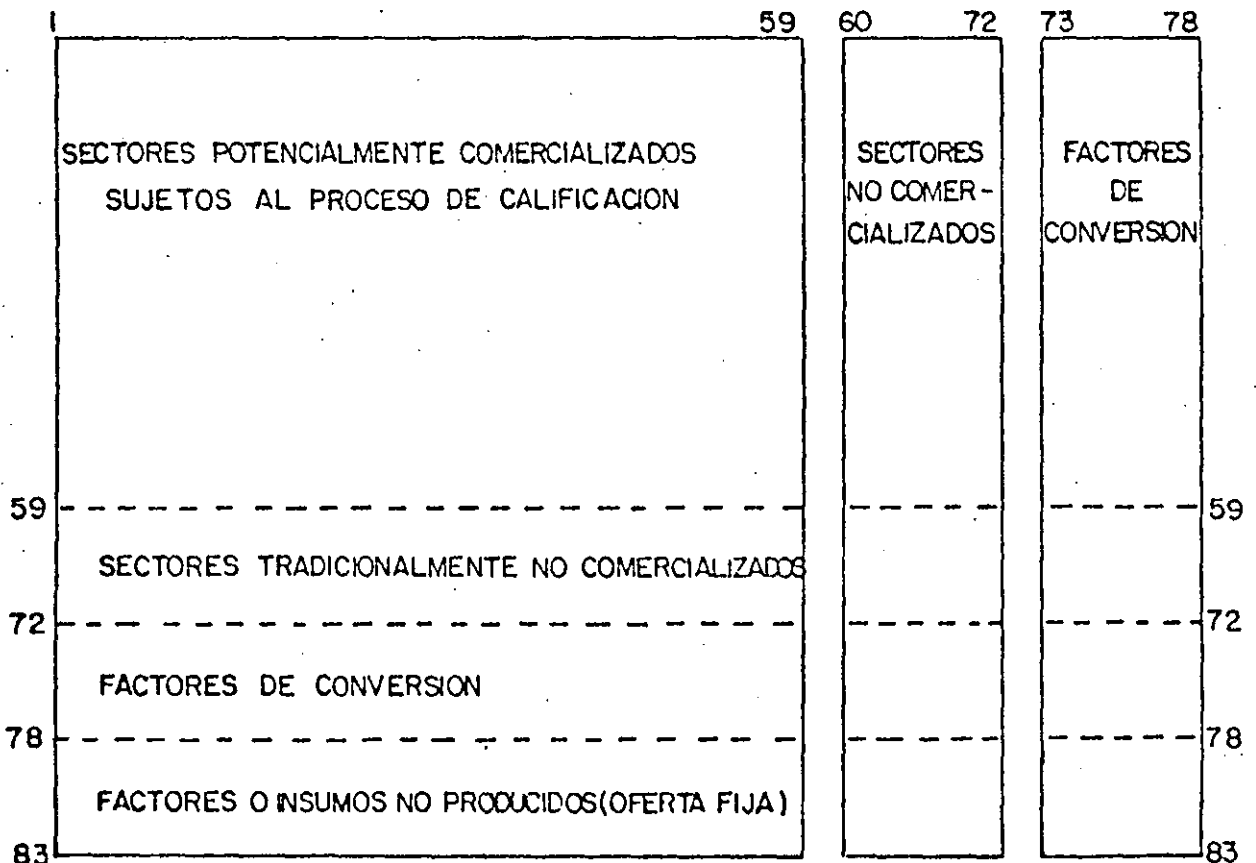 1 59 60 72 73 78
SECTORES POTENCIALMENTE COMERCIALIZADOS
SUJETOS AL PROCESO DE CALIFICACION
SECTORES
NO COMER-
CIALIZADOS
FACTORES
DE
CONVERSION
59 59
SECTORES TRADICIONALMENTE NO COMERCIALIZADOS
72 72
FACTORES DE CONVERSION
78 78
FACTORES O INSUMOS NO PRODUCIDOS(OFERTA FIJA)
83 83